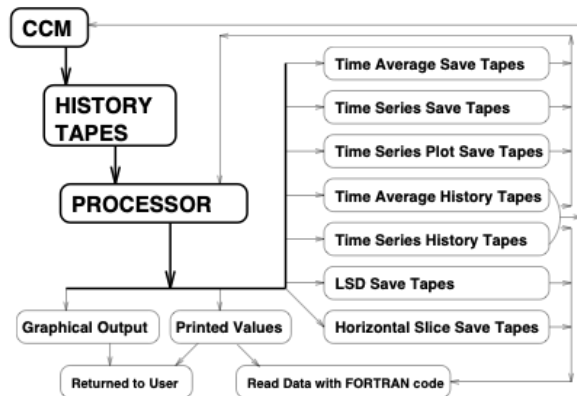 CCM
HISTORY
TAPES
PROCESSOR
Time Average Save Tapes
Time Series Save Tapes
Time Series Plot Save Tapes
Time Average History Tapes
Time Series History Tapes
LSD Save Tapes
Horizontal Slice Save Tapes
Graphical Output
Printed Values
Returned to User
Read Data with FORTRAN code